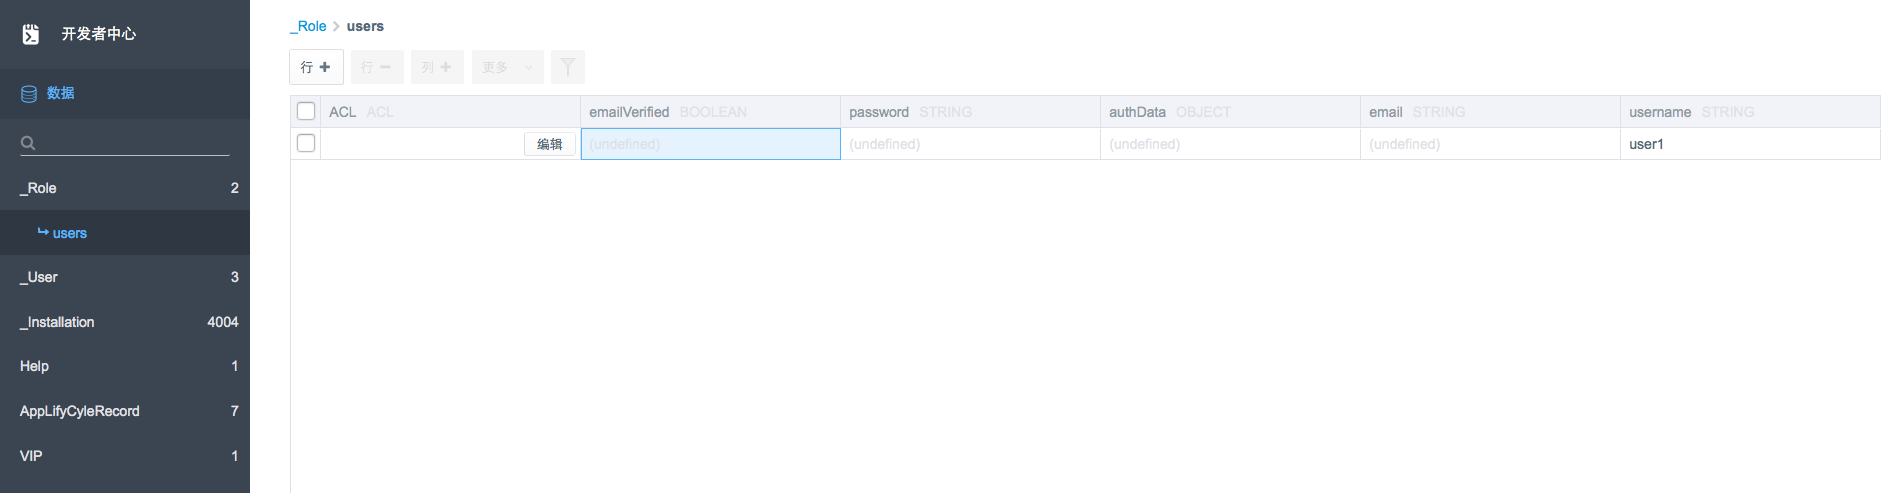 开发者中心
数据
_Role 2
users
_User 3
_Installation 4004
Help 1
AppLifyCyleRecord 7
VIP 1
_Role users
行 行 列 更多
ACL ACL emailVerified BOOLEAN password STRING authData OBJECT email STRING username STRING
编辑 (undefined) (undefined) (undefined) (undefined) user1